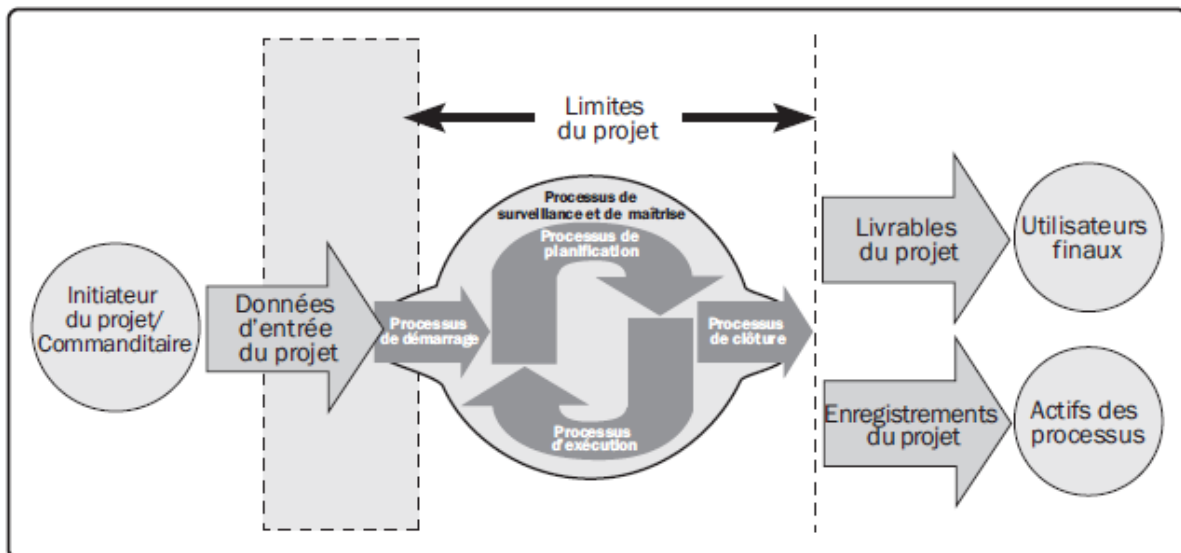 Limites
du projet
Processus de
surveillance et de maîtrise
Processus de
planification
Initiateur
du projet/
Commanditaire
Données
d'entrée
du projet
Processus
de démarrage
Processus
de clôture
Processus
d'exécution
Livrables
du projet
Utilisateurs
finaux
Enregistrements
du projet
Actifs des
processus